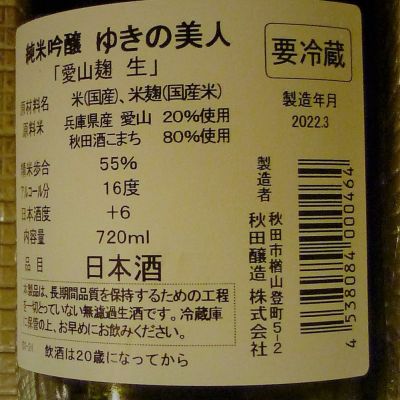 純米吟醸 ゆきの美人
「愛山麹 生」
要冷蔵
原材料名 米(国産)、米麹(国産米)
原料米 兵庫県産 愛山 20%使用
秋田酒こまち 80%使用
精米歩合 55%
アルコール分 16度
日本酒度 +6
内容量 720ml
品目 日本酒
本製品は、長期間品質を保持するための工程
を一切とっていない無濾過生酒です。冷蔵庫
に保管の上、お早めにお飲みください。
飲酒は20歳になってから
製造年月
2022.3
製造者
秋田市楢山登町5-2
秋田醸造 株式会社
4538084000464